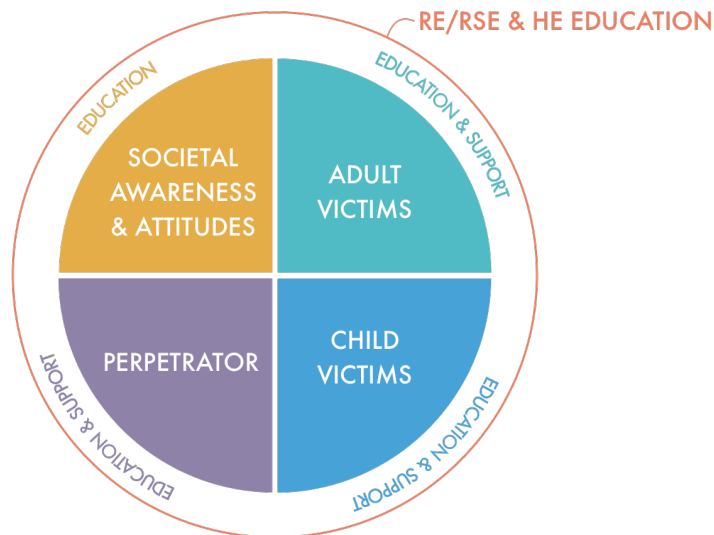 RE/RSE & HE EDUCATION
EDUCATION
EDUCATION & SUPPORT
SOCIETAL
AWARENESS
& ATTITUDES
ADULT
VICTIMS
PERPETRATOR
CHILD
VICTIMS
EDUCATION & SUPPORT
EDUCATION & SUPPORT